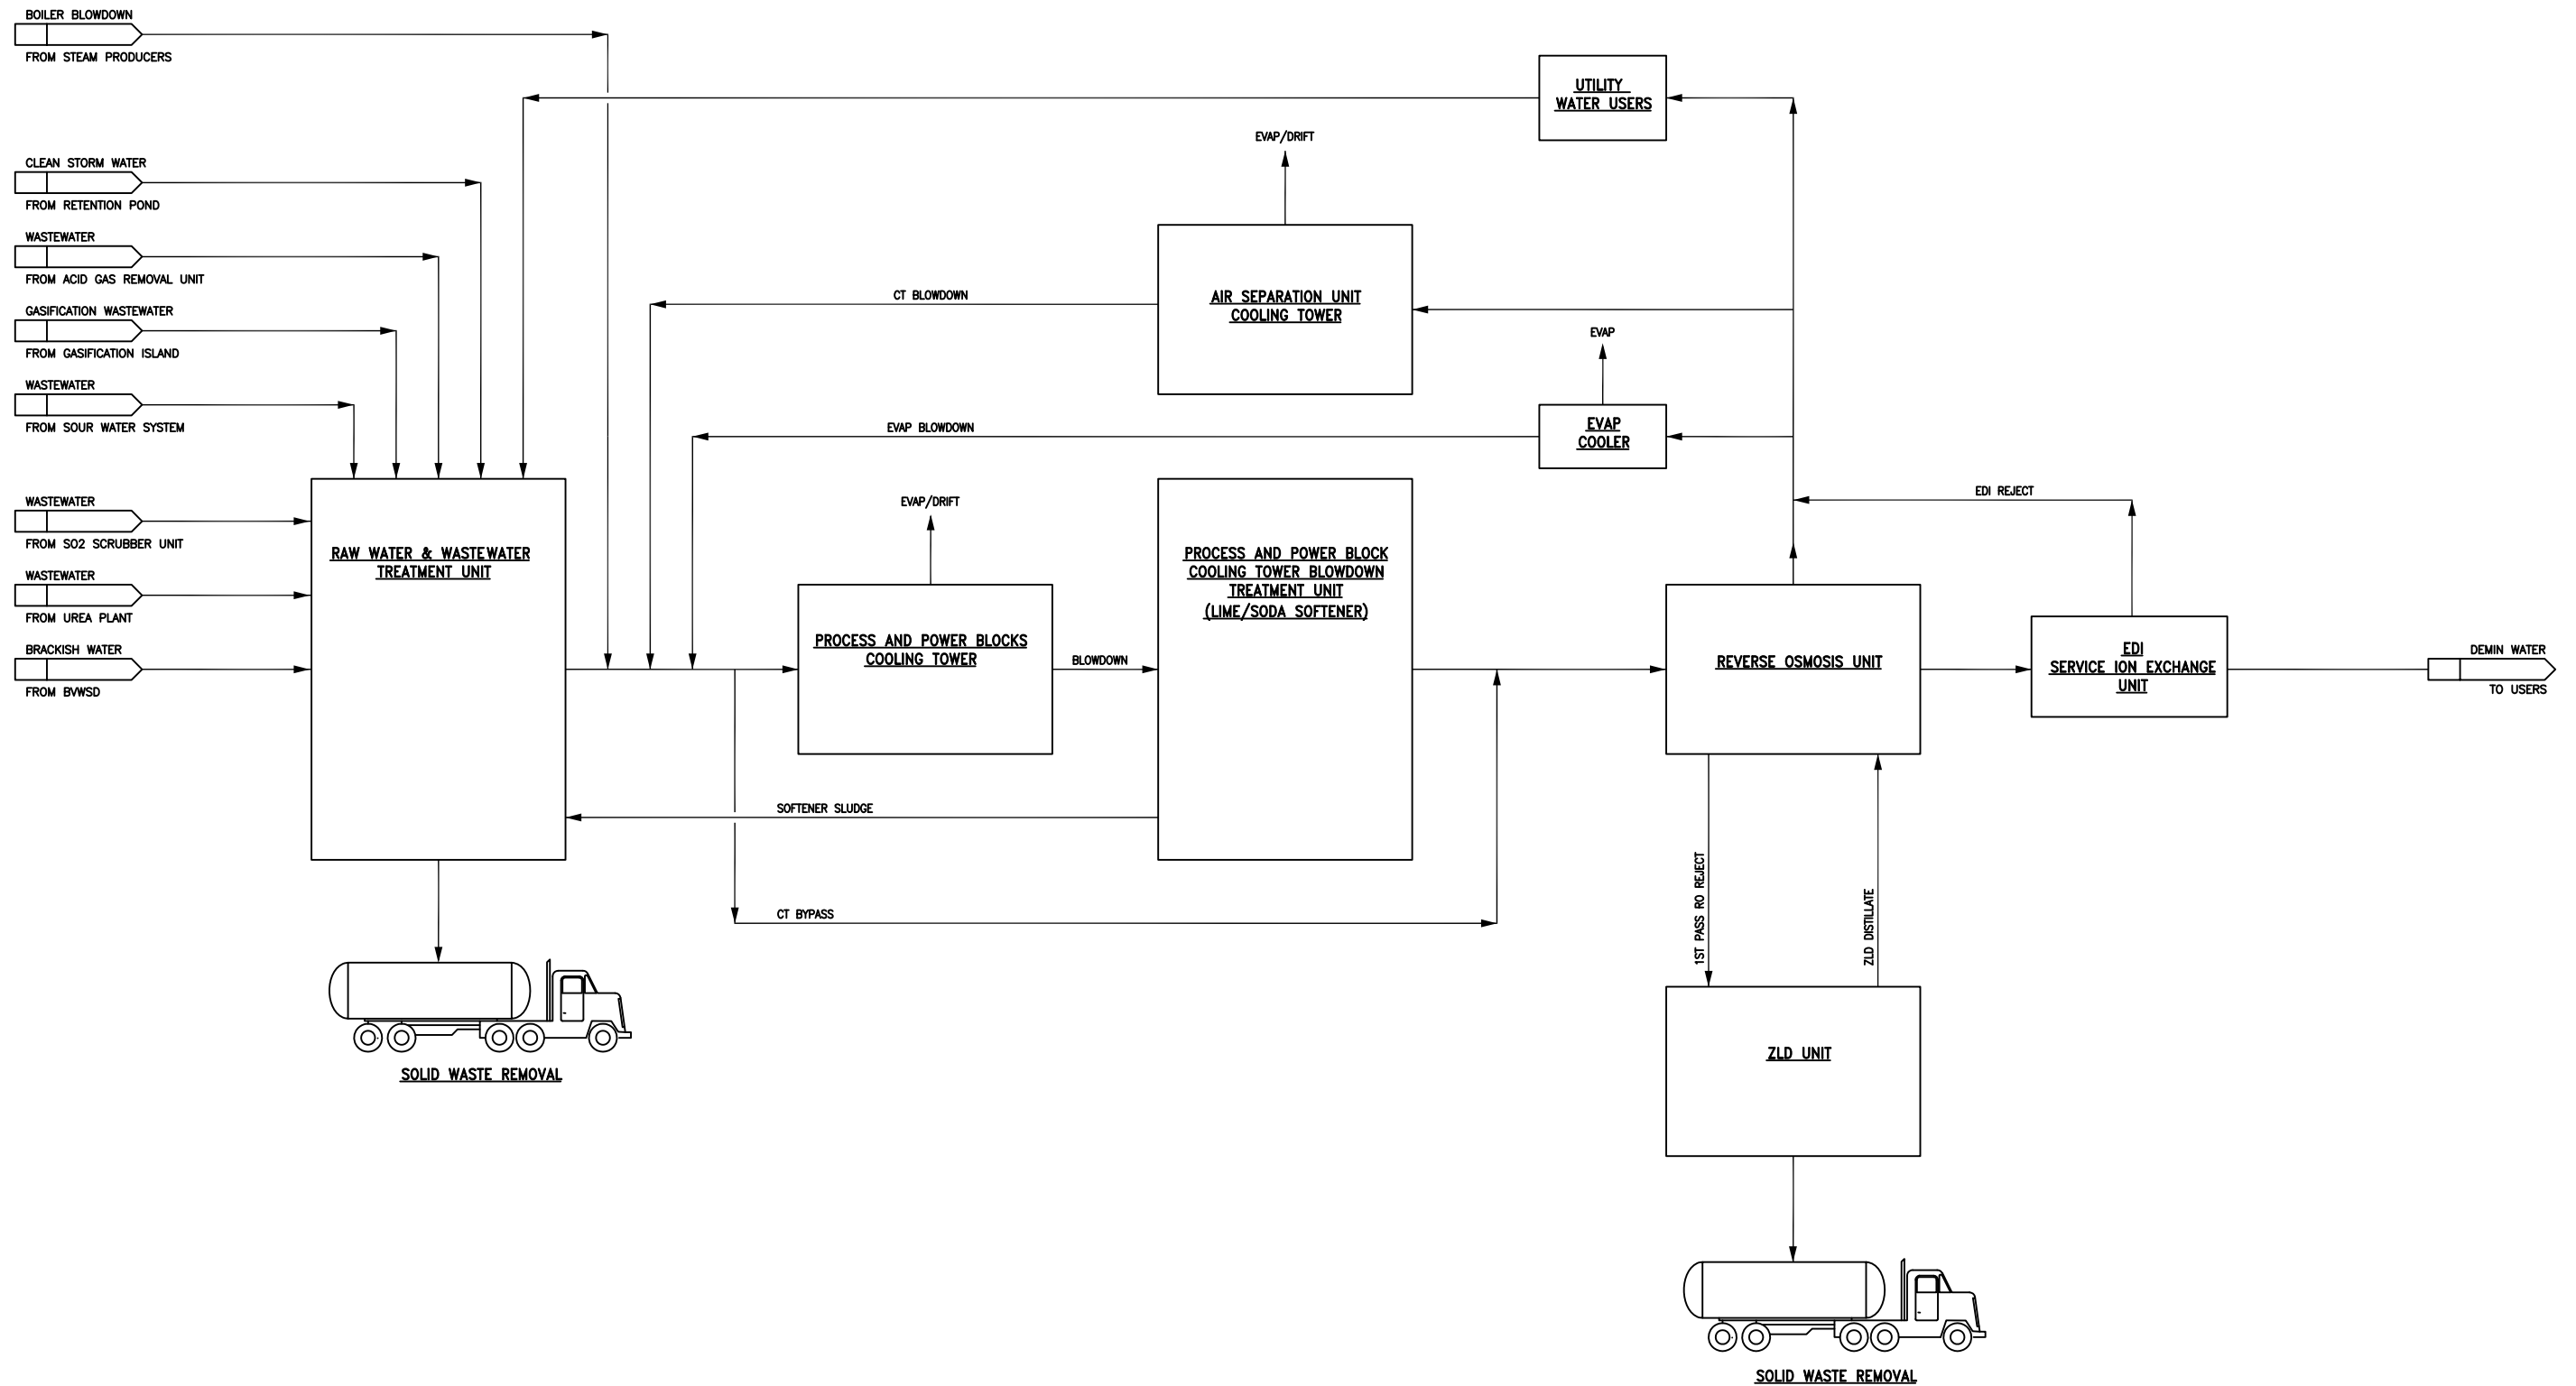 BOILER BLOWDOWN
FROM STEAM PRODUCERS
UTILITY
WATER USERS
EVAP/DRIFT
CLEAN STORM WATER
FROM RETENTION POND
WASTEWATER
FROM ACID GAS REMOVAL UNIT
CT BLOWDOWN
AIR SEPARATION UNIT
COOLING TOWER
GASIFICATION WASTEWATER
FROM GASIFICATION ISLAND
EVAP
WASTEWATER
FROM SOUR WATER SYSTEM
EVAP BLOWDOWN
EVAP
COOLER
WASTEWATER
FROM SO2 SCRUBBER UNIT
EVAP/DRIFT
EDI REJECT
RAW WATER & WASTEWATER
TREATMENT UNIT
PROCESS AND POWER BLOCK
COOLING TOWER BLOWDOWN
TREATMENT UNIT
(LIME/SODA SOFTENER)
WASTEWATER
FROM UREA PLANT
BRACKISH WATER
FROM BVWSD
PROCESS AND POWER BLOCKS
COOLING TOWER
BLOWDOWN
REVERSE OSMOSIS UNIT
EDI
SERVICE ION EXCHANGE
UNIT
DEMIN WATER
TO USERS
SOFTENER SLUDGE
CT BYPASS
1ST PASS RO REJECT
ZLD DISTILLATE
ZLD UNIT
SOLID WASTE REMOVAL
SOLID WASTE REMOVAL